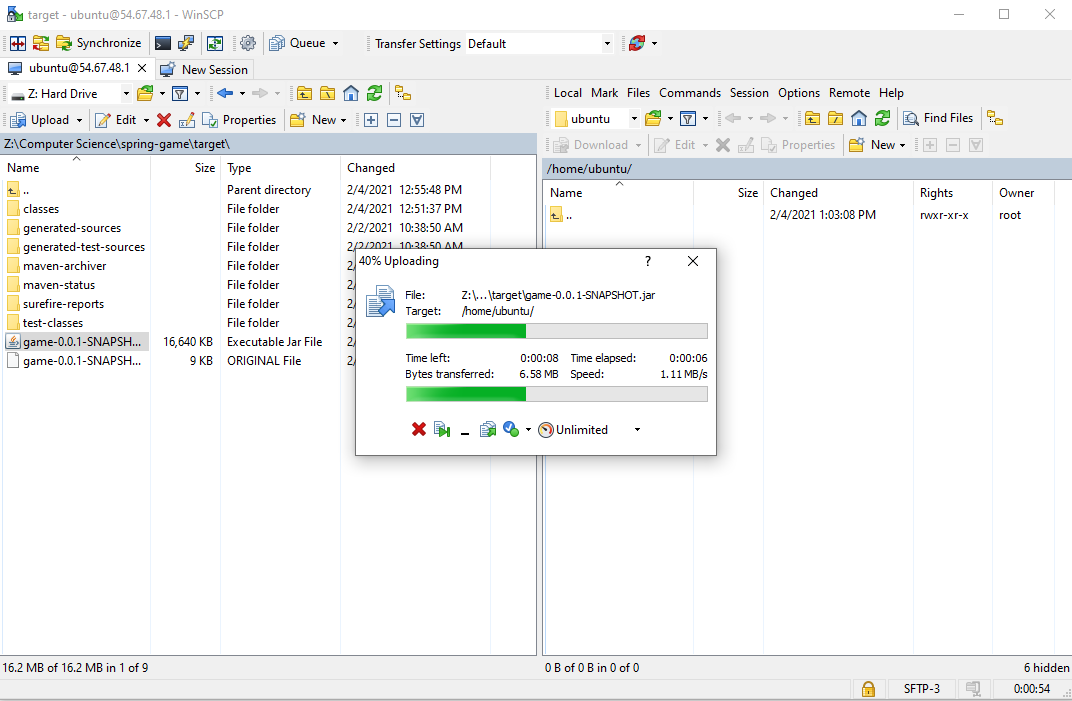 target - ubuntu@54.67.48.1 - WinSCP
Synchronize Queue Transfer Settings Default
ubuntu@54.67.48.1 New Session
Z: Hard Drive
Upload Edit Properties New
Z:\Computer Science\spring-game\target\
Name Size Type Changed
.. Parent directory 2/4/2021 12:55:48 PM
classes File folder 2/4/2021 12:51:37 PM
generated-sources File folder 2/2/2021 10:38:50 AM
generated-test-sources File folder 2/2/2021 10:38:50 AM
maven-archiver File folder 2/
maven-status File folder 2/
surefire-reports File folder 2/
test-classes File folder 2/
game-0.0.1-SNAPSH... 16,640 KB Executable Jar File 2/
game-0.0.1-SNAPSH... 9 KB ORIGINAL File 2/
16.2 MB of 16.2 MB in 1 of 9
Local Mark Files Commands Session Options Remote Help
ubuntu Find Files
Download Edit Properties New
/home/ubuntu/
Name Size Changed Rights Owner
.. 2/4/2021 1:03:08 PM rwxr-xr-x root
0 B of 0 B in 0 of 0 6 hidden
40% Uploading ?
File: Z:\...\target\game-0.0.1-SNAPSHOT.jar
Target: /home/ubuntu/
Time left: 0:00:08 Time elapsed: 0:00:06
Bytes transferred: 6.58 MB Speed: 1.11 MB/s
Unlimited
SFTP-3 0:00:54